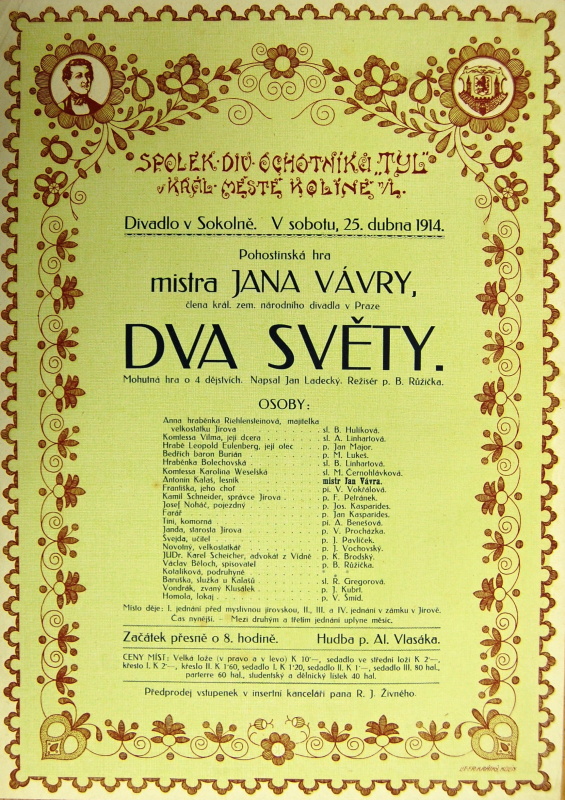 SPOLEK·DIV·OCHOTNÍKŮ „TYL"
V KRÁL·MĚSTĚ KOLÍNĚ N/L.
Divadlo v Sokolně. V sobotu, 25. dubna 1914.
Pohostinská hra
mistra JANA VÁVRY,
člena král. zem. národního divadla v Praze
DVA SVĚTY.
Mohutná hra o 4 dějstvích. Napsal Jan Ladecký. Režisér p. B. Růžička.
OSOBY:
Anna hraběnka Riehlensteinová, majitelka
velkostatku Jírova . . . sl. B. Hulíková.
Komtessa Vilma, její dcera . . . sl. A. Linhartová.
Hrabě Leopold Eulenberg, její otec . p. Jan Major.
Bedřich baron Burián . . . p. M. Lukeš.
Hraběnka Bolechovská . . . sl. B. Linhartová.
Komtessa Karolina Weselská . . . sl. M. Černohlávková.
Antonín Kalaš, lesník . . . mistr Jan Vávra.
Františka, jeho choť . . . pí. V. Vokřálová.
Kamil Schneider, správce Jírova . p. F. Petránek.
Josef Noháč, pojezdný . . . p. Jos. Kasparides.
Farář . . . p. Jan Kasparides.
Tini, komorná . . . pí. A. Benešová.
Janda, starosta Jírova . . . p. V. Procházka.
Švejda, učitel . . . p. J. Pavlíček.
Novotný, velkostatkář . . . p. J. Vochovský.
JUDr. Karel Scheicher, advokát z Vídně . p. K. Brodský.
Václav Běloch, spisovatel . . . p. B. Růžička.
Kotalíková, podruhyně . . . * * *
Baruška, služka u Kalašů . . . sl. Ř. Gregorová.
Vondrák, zvaný Klusálek . . . p. J. Kubrt.
Homola, lokaj . . . p. V. Šmíd.
Místo děje: I. jednání před myslivnou jírovskou, II., III. a IV. jednání v zámku v Jírově.
Čas nynější. - Mezi druhým a třetím jednání uplyne měsíc.
Začátek přesně o 8. hodině. Hudba p. Al. Vlasáka.
CENY MÍST: Velká lože (v pravo a v levo) K 10'—, sedadlo ve střední loži K 2'—,
křeslo I. K 2'—, křeslo II. K 1'60, sedadlo I. K 1'20, sedadlo II. K 1'—, sedadlo III. 80 hal.,
parterre 60 hal., studentský a dělnický lístek 40 hal.
Předprodej vstupenek v insertní kanceláři pana R. J. Živného.